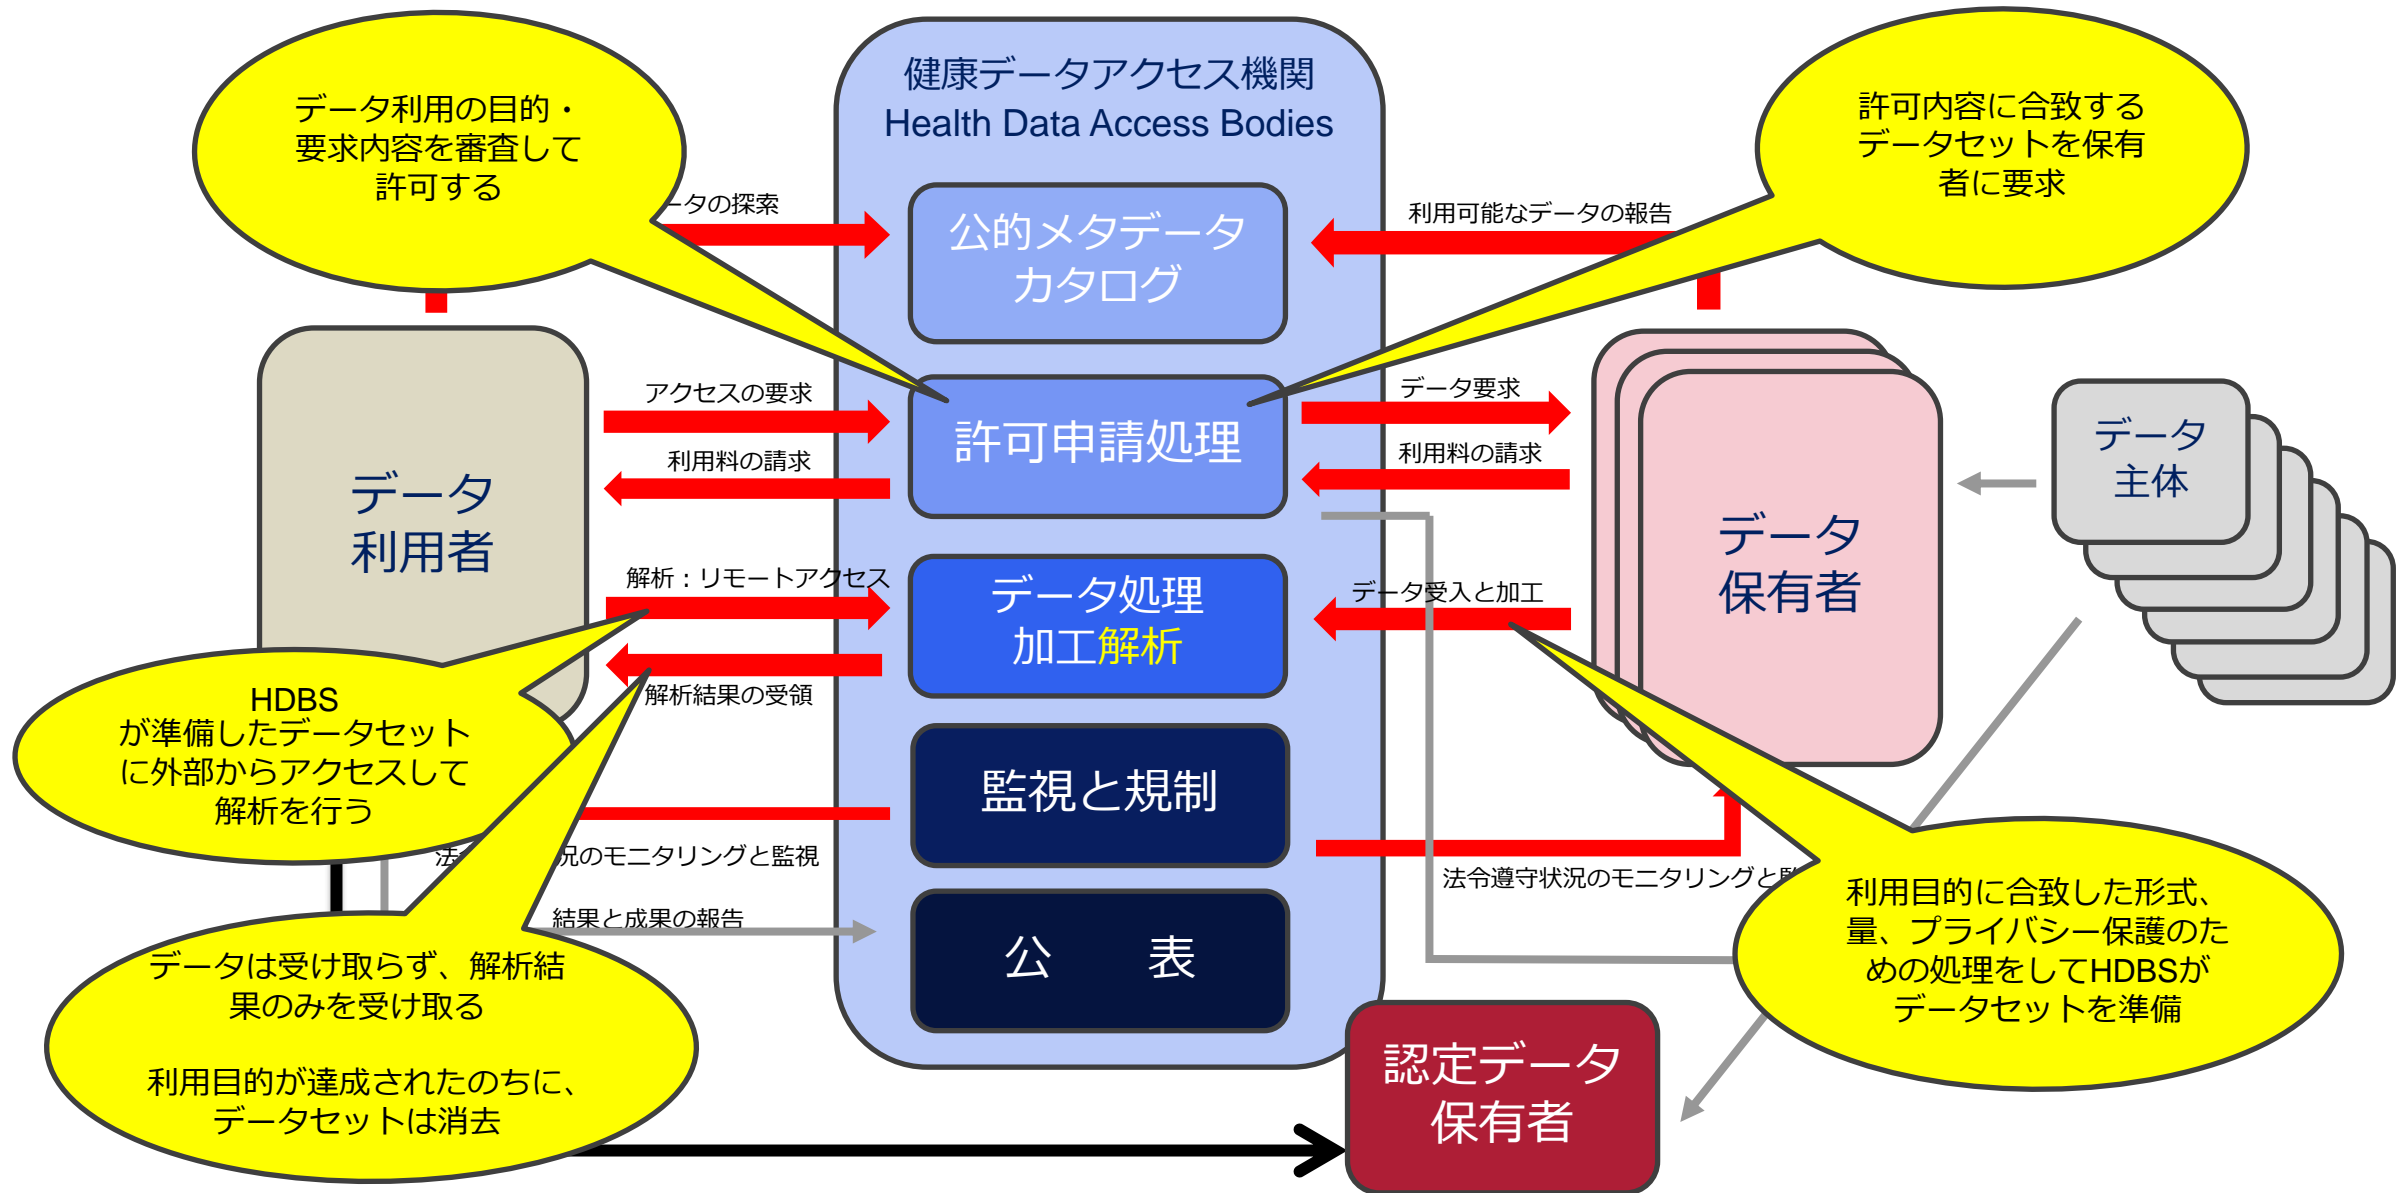 健康データアクセス機関
Health Data Access Bodies
データ利用の目的・
要求内容を審査して
許可する
許可内容に合致する
データセットを保有
者に要求
ータの探索
利用可能なデータの報告
公的メタデータ
カタログ
アクセスの要求
利用料の請求
許可申請処理
データ要求
利用料の請求
データ
利用者
データ
保有者
データ
主体
解析：リモートアクセス
解析結果の受領
データ処理
加工解析
データ受入と加工
HDBS
が準備したデータセット
に外部からアクセスして
解析を行う
監視と規制
況のモニタリングと監視
法令遵守状況のモニタリングと
結果と成果の報告
公　　表
データは受け取らず、解析結
果のみを受け取る
利用目的が達成されたのちに、
データセットは消去
利用目的に合致した形式、
量、プライバシー保護のた
めの処理をしてHDBSが
データセットを準備
認定データ
保有者